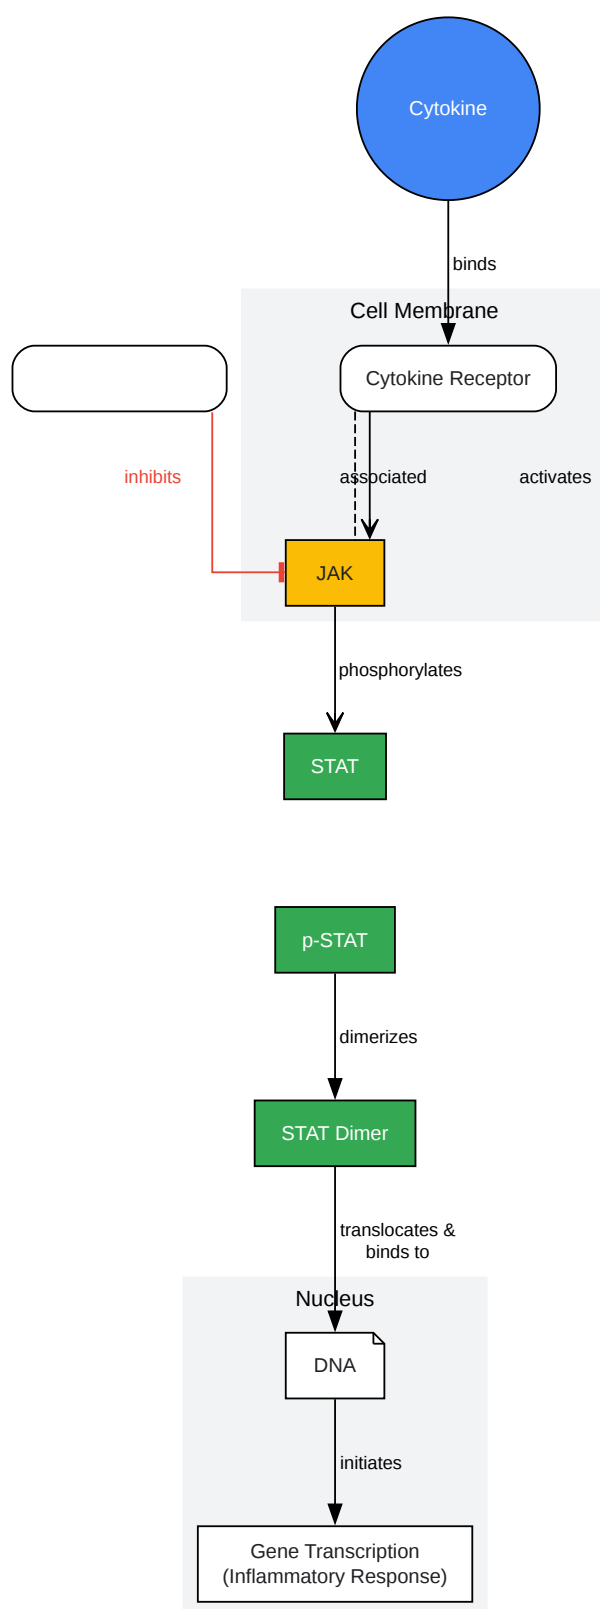 Cytokine
binds
Cell Membrane
Cytokine Receptor
inhibits
associated
activates
JAK
phosphorylates
STAT
p-STAT
dimerizes
STAT Dimer
translocates &
binds to
Nucleus
DNA
initiates
Gene Transcription
(Inflammatory Response)